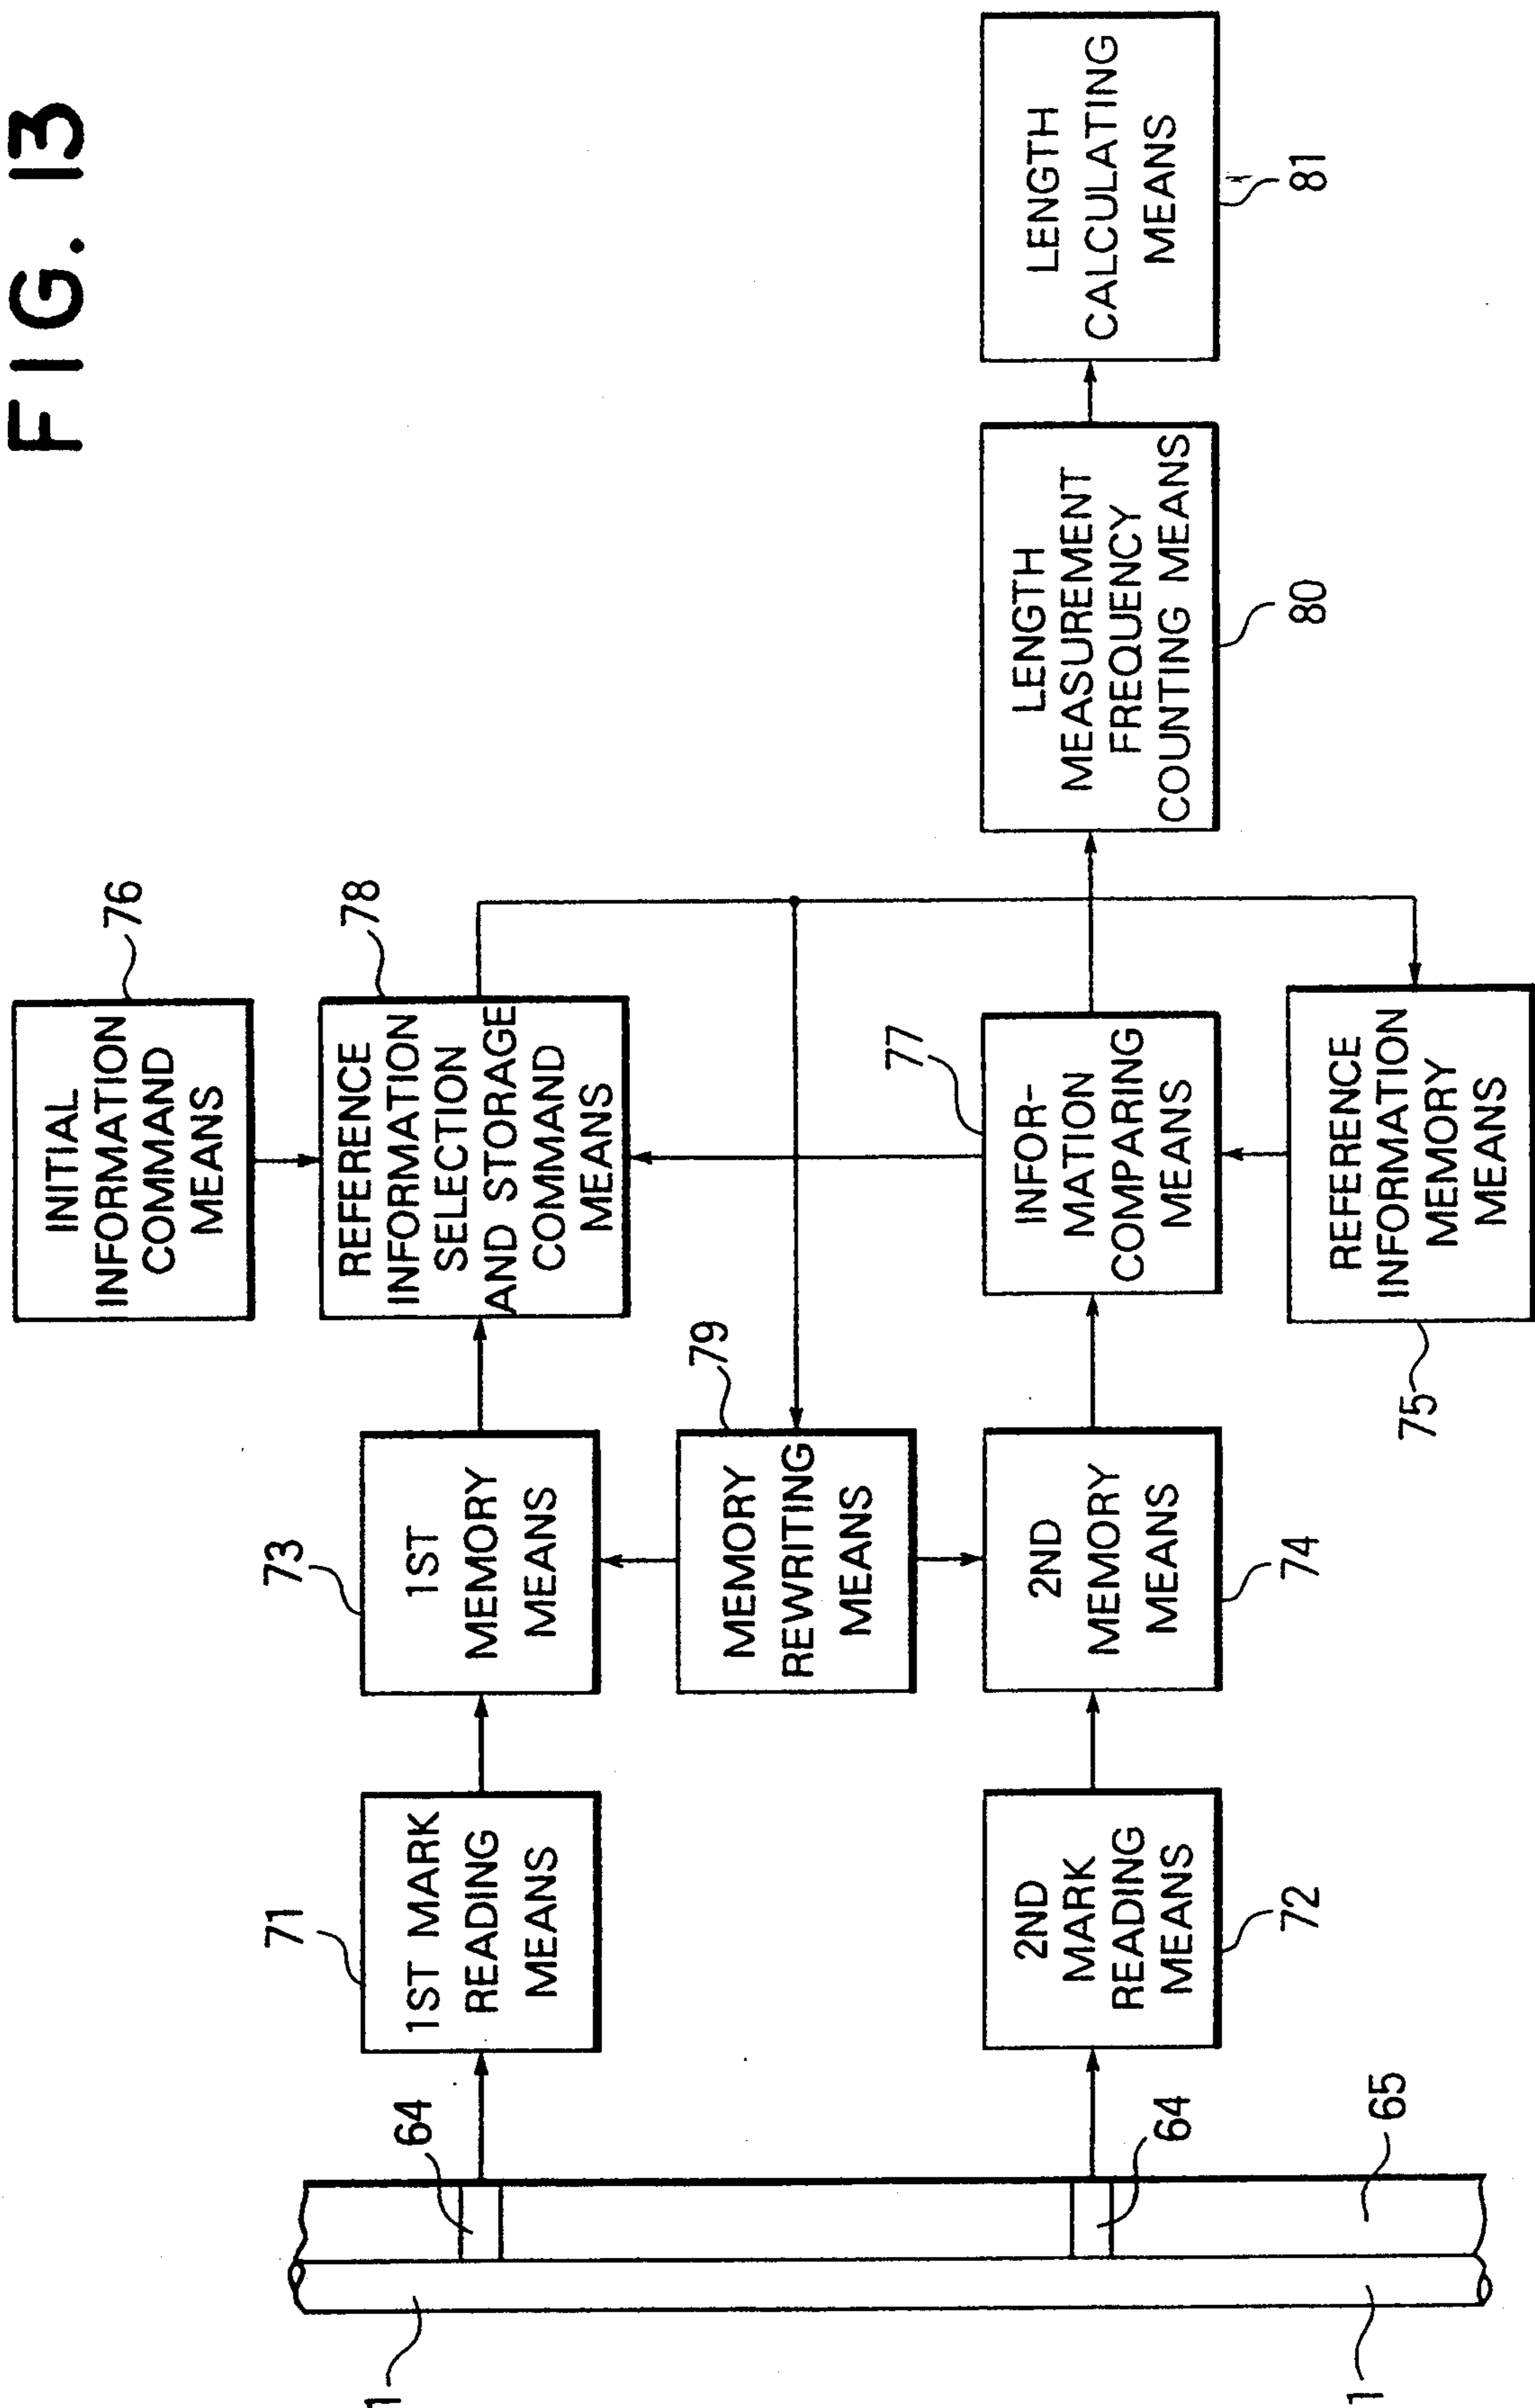 FIG. 13
INITIAL
INFORMATION
COMMAND
MEANS
76
REFERENCE
INFORMATION
SELECTION
AND STORAGE
COMMAND
MEANS
78
71
1ST MARK
READING
MEANS
73
1ST
MEMORY
MEANS
64
1
79
MEMORY
REWRITING
MEANS
77
INFOR-
MATION
COMPARING
MEANS
2ND
MARK
READING
MEANS
72
2ND
MEMORY
MEANS
74
LENGTH
MEASUREMENT
FREQUENCY
COUNTING MEANS
80
LENGTH
CALCULATING
MEANS
81
64
65
1
REFERENCE
INFORMATION
MEMORY
MEANS
75